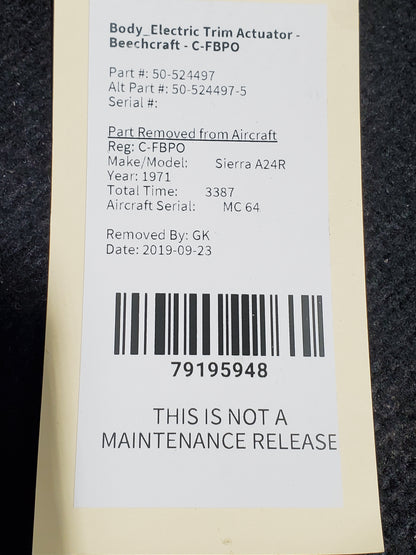 Body_Electric Trim Actuator -
Beechcraft - C-FBPO
Part #: 50-524497
Alt Part #: 50-524497-5
Serial #:
Part Removed from Aircraft
Reg: C-FBPO
Make/Model: Sierra A24R
Year: 1971
Total Time: 3387
Aircraft Serial: MC 64
Removed By: GK
Date: 2019-09-23
79195948
THIS IS NOT A
MAINTENANCE RELEASE